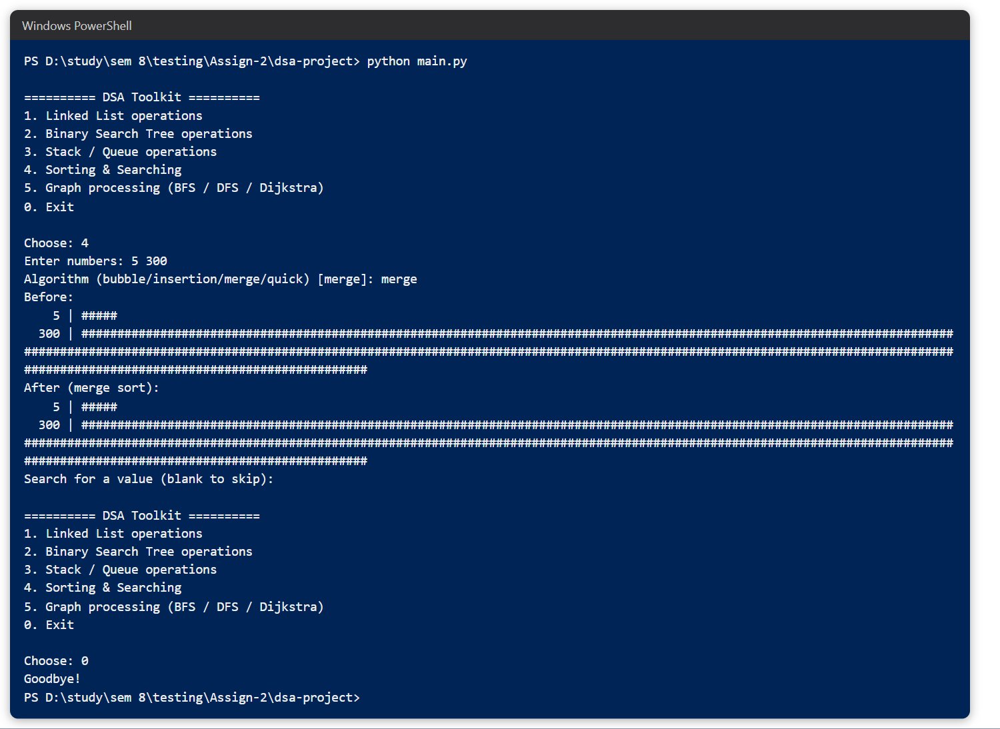 Windows PowerShell
PS D:\study\sem 8\testing\Assign-2\dsa-project> python main.py
========== DSA Toolkit ==========
1. Linked List operations
2. Binary Search Tree operations
3. Stack / Queue operations
4. Sorting & Searching
5. Graph processing (BFS / DFS / Dijkstra)
0. Exit
Choose: 4
Enter numbers: 5 300
Algorithm (bubble/insertion/merge/quick) [merge]: merge
Before:
    5 | #####
  300 | ##########################################################################################################################
##################################################################################################################################
################################################
After (merge sort):
    5 | #####
  300 | ##########################################################################################################################
##################################################################################################################################
################################################
Search for a value (blank to skip):
========== DSA Toolkit ==========
1. Linked List operations
2. Binary Search Tree operations
3. Stack / Queue operations
4. Sorting & Searching
5. Graph processing (BFS / DFS / Dijkstra)
0. Exit
Choose: 0
Goodbye!
PS D:\study\sem 8\testing\Assign-2\dsa-project>